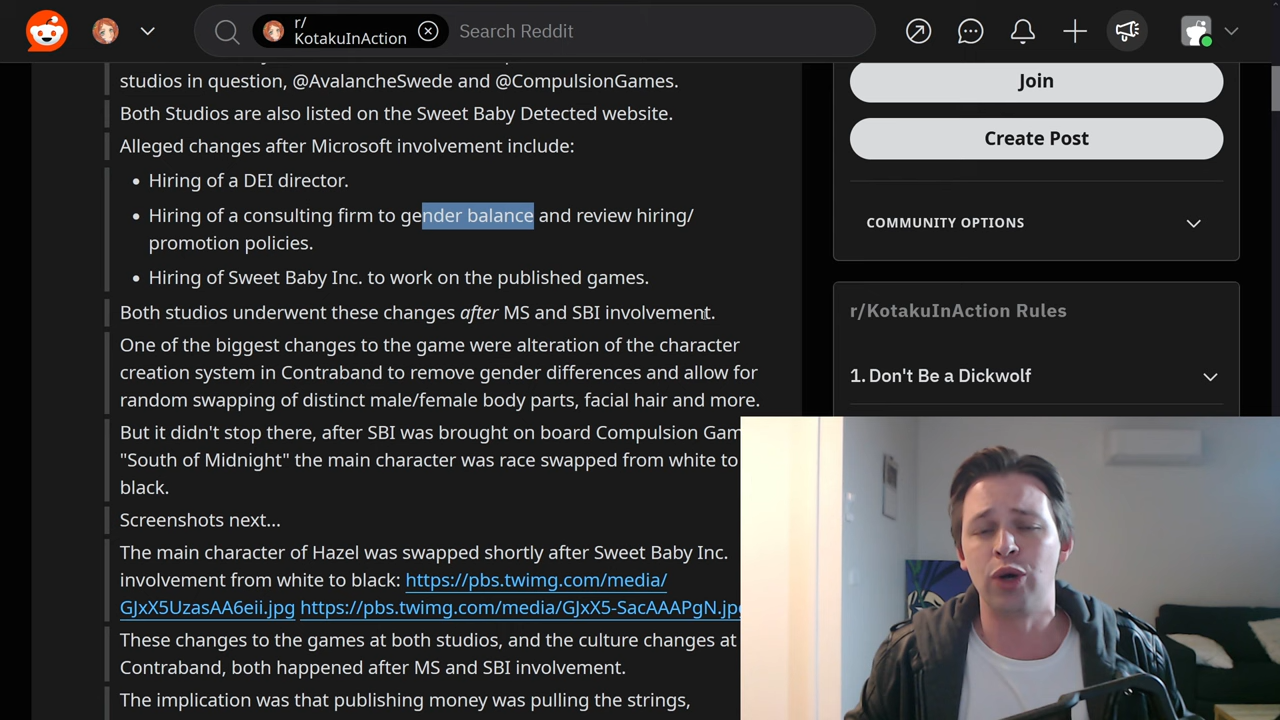 r/
KotakuInAction
Search Reddit
studios in question, @AvalancheSwede and @CompulsionGames.
Both Studios are also listed on the Sweet Baby Detected website.
Alleged changes after Microsoft involvement include:
Hiring of a DEI director.
Hiring of a consulting firm to gender balance and review hiring/
promotion policies.
Hiring of Sweet Baby Inc. to work on the published games.
Both studios underwent these changes after MS and SBI involvement.
One of the biggest changes to the game were alteration of the character
creation system in Contraband to remove gender differences and allow for
random swapping of distinct male/female body parts, facial hair and more.
But it didn't stop there, after SBI was brought on board Compulsion Gam
"South of Midnight" the main character was race swapped from white to
black.
Screenshots next...
The main character of Hazel was swapped shortly after Sweet Baby Inc.
involvement from white to black: https://pbs.twimg.com/media/
GJxX5UzasAA6eii.jpg https://pbs.twimg.com/media/GJxX5-SacAAAPgN.jp
These changes to the games at both studios, and the culture changes at
Contraband, both happened after MS and SBI involvement.
The implication was that publishing money was pulling the strings,
Join
Create Post
COMMUNITY OPTIONS
r/KotakuInAction Rules
1. Don't Be a Dickwolf